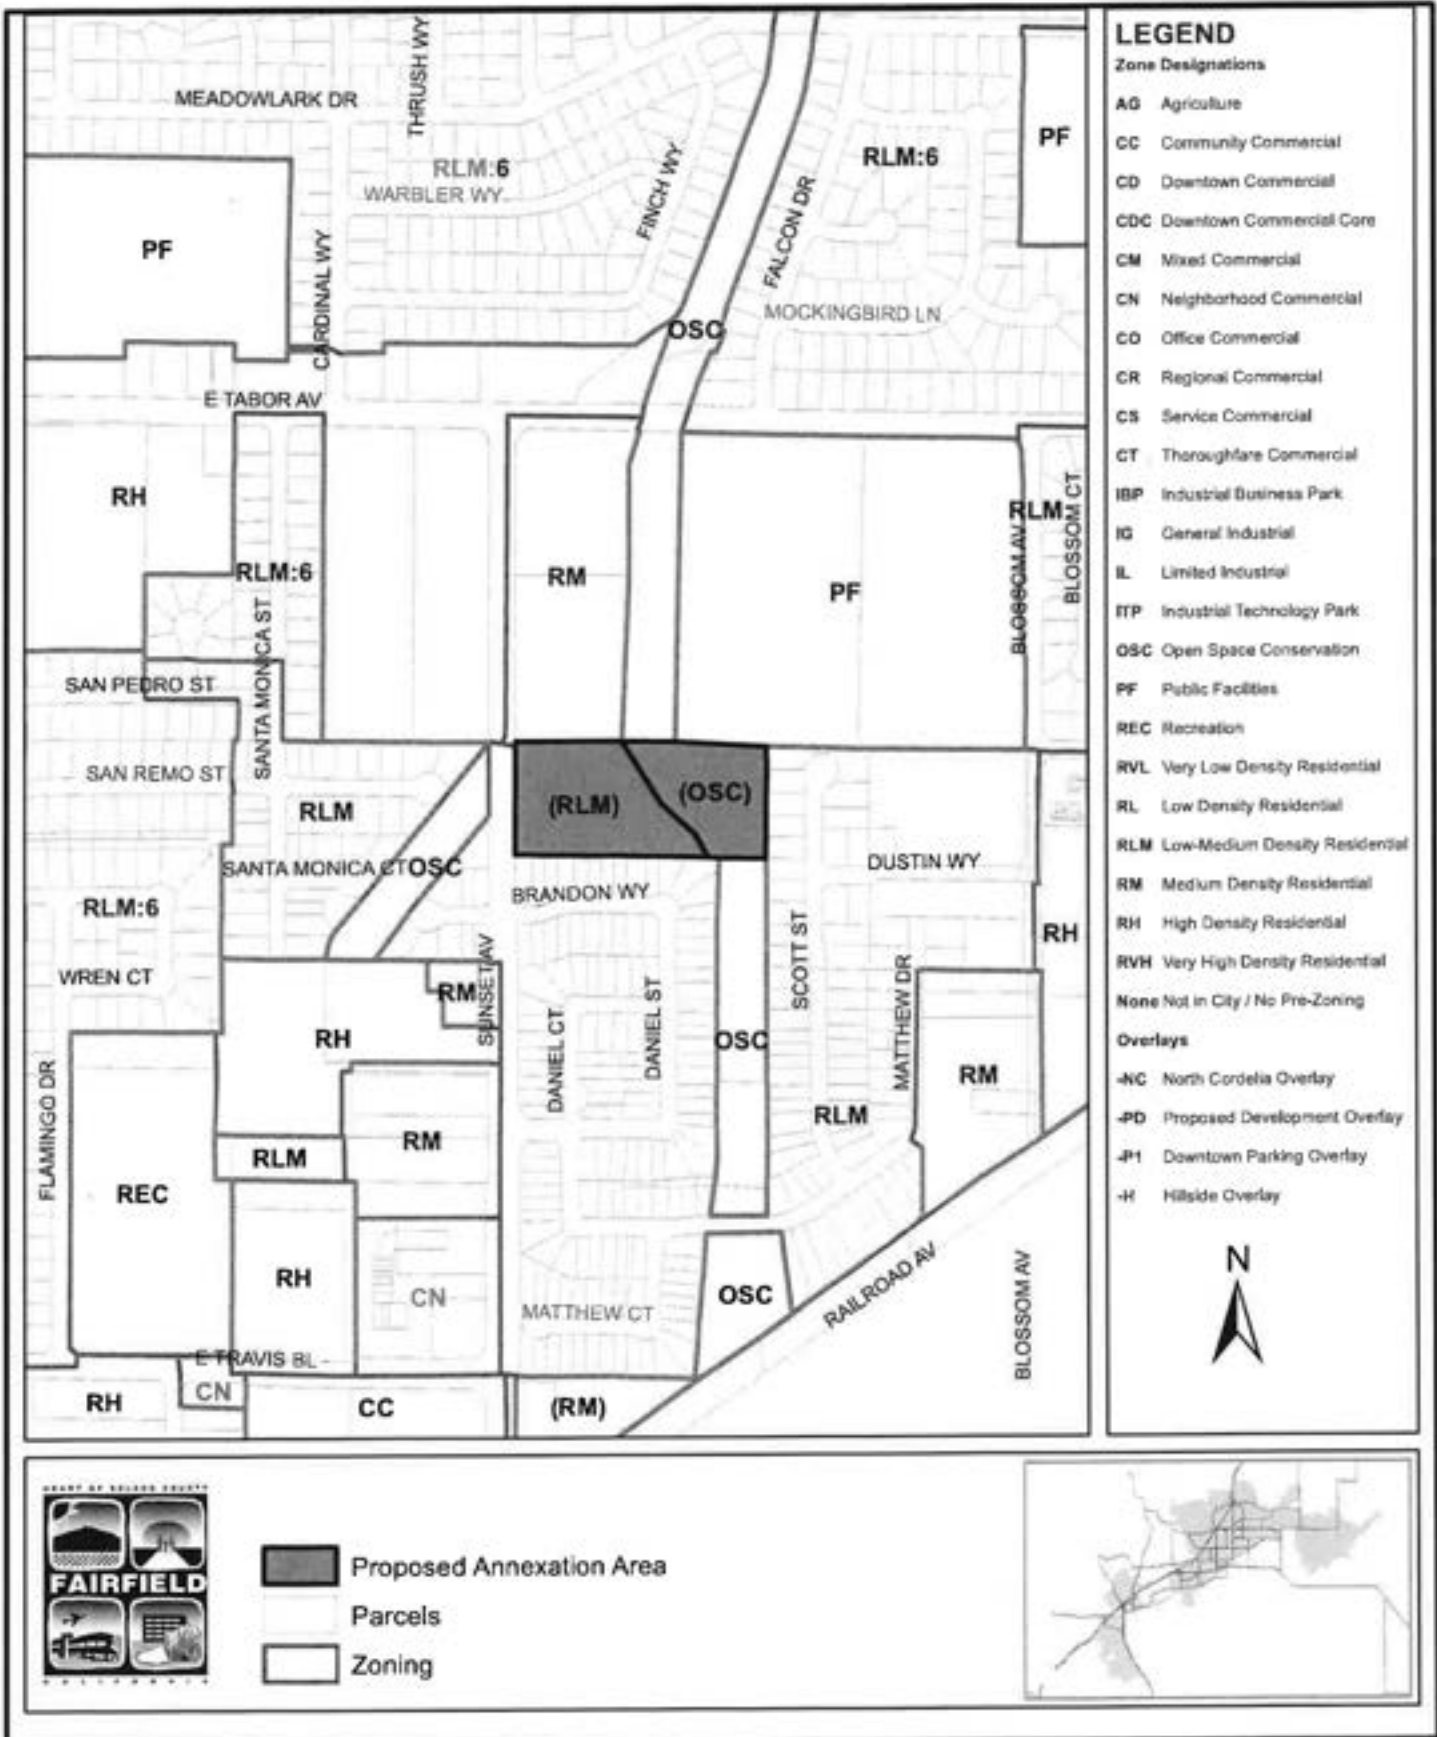 MEADOWLARK DR
THRUSH WY
RLM:6
WARBLER WY
FINCH WY
FALCON DR
RLM:6
PF
PF
CARDINAL WY
OSC
MOCKINGBIRD LN
E TABOR AV
RH
RLM:6
SANTA MONICA ST
RM
PF
RLM
BLOSSOM AV
BLOSSOM CT
SAN PEDRO ST
SAN REMO ST
RLM
(RLM)
(OSC)
SANTA MONICA CT
OSC
BRANDON WY
DUSTIN WY
RLM:6
WREN CT
RM
SUNSET AV
RH
DANIEL CT
DANIEL ST
OSC
SCOTT ST
MATTHEW DR
RH
RM
FLAMINGO DR
RM
RLM
RLM
REC
RH
CN
MATTHEW CT
OSC
RAILROAD AV
BLOSSOM AV
E TRAVIS BL
RH
CN
CC
(RM)
LEGEND
Zone Designations
AG Agriculture
CC Community Commercial
CD Downtown Commercial
CDC Downtown Commercial Core
CM Mixed Commercial
CN Neighborhood Commercial
CO Office Commercial
CR Regional Commercial
CS Service Commercial
CT Thoroughfare Commercial
IBP Industrial Business Park
IG General Industrial
IL Limited Industrial
ITP Industrial Technology Park
OSC Open Space Conservation
PF Public Facilities
REC Recreation
RVL Very Low Density Residential
RL Low Density Residential
RLM Low-Medium Density Residential
RM Medium Density Residential
RH High Density Residential
RVH Very High Density Residential
None Not in City / No Pre-Zoning
Overlays
-NC North Cordelia Overlay
-PD Proposed Development Overlay
-P1 Downtown Parking Overlay
-H Hillside Overlay
N
HEART OF SOLANO COUNTY
FAIRFIELD
CALIFORNIA
Proposed Annexation Area
Parcels
Zoning